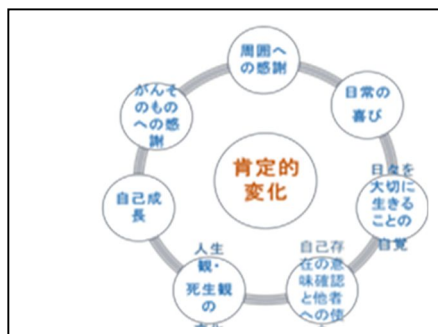 周囲へ
の感謝
日常の
喜び
日々を
大切に
生きる
ことの
自覚
自己存
在の意
味確認
と他者
への使
人生
観・
死生観
の
自己成
長
がんそ
のもの
への感
謝
肯定的
変化